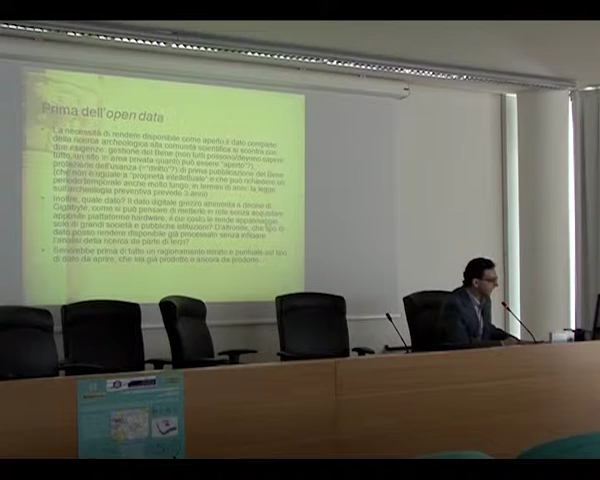 Prima dell'open data
• La necessità di rendere disponibile come aperto il dato completo
della ricerca archeologica alla comunità scientifica si scontra con
due esigenze: gestione del Bene (non tutti possono/devono sapere
tutto, un sito in area privata quanto può essere "aperto"?),
protezione dell'usanza (="diritto"?) di prima pubblicazione del Bene
(che non è uguale a "proprietà intellettuale" e che può richiedere un
periodo temporale anche molto lungo, in termini di anni: la legge
sull'archeologia preventiva prevede 3 anni)
• Inoltre, quale dato? Il dato digitale grezzo ammonta a decine di
Gigabyte, come si può pensare di metterlo in rete senza acquistare
apposite piattaforme hardware, il cui costo le rende appannaggio
solo di grandi società e pubbliche istituzioni? D'altronde, che tipo di
dato posso rendere disponibile già processato senza inficiare
l'analisi della ricerca da parte di terzi?
• Servirebbe prima di tutto un ragionamento mirato e puntuale sul tipo
di dato da aprire, che sia già prodotto o ancora da produrre...